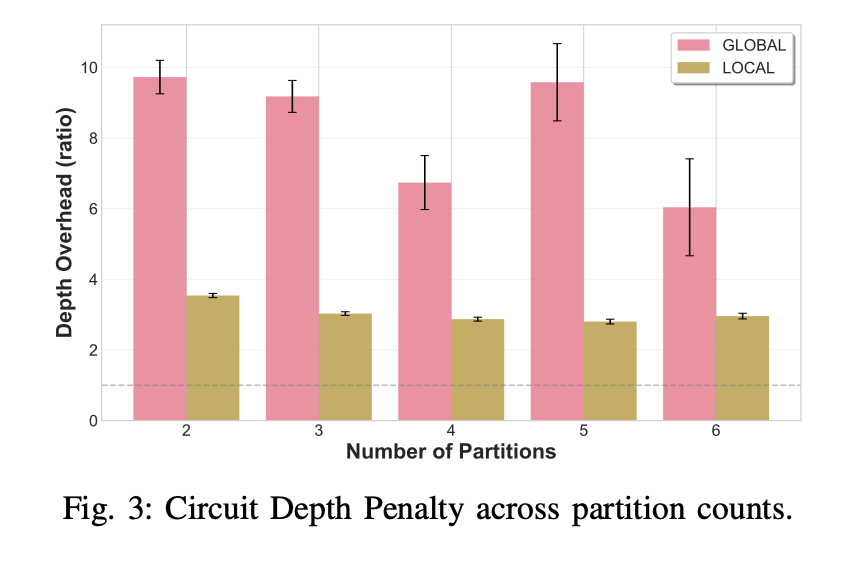 GLOBAL
LOCAL
Depth Overhead (ratio)
10
8
6
4
2
0
2 3 4 5 6
Number of Partitions
Fig. 3: Circuit Depth Penalty across partition counts.